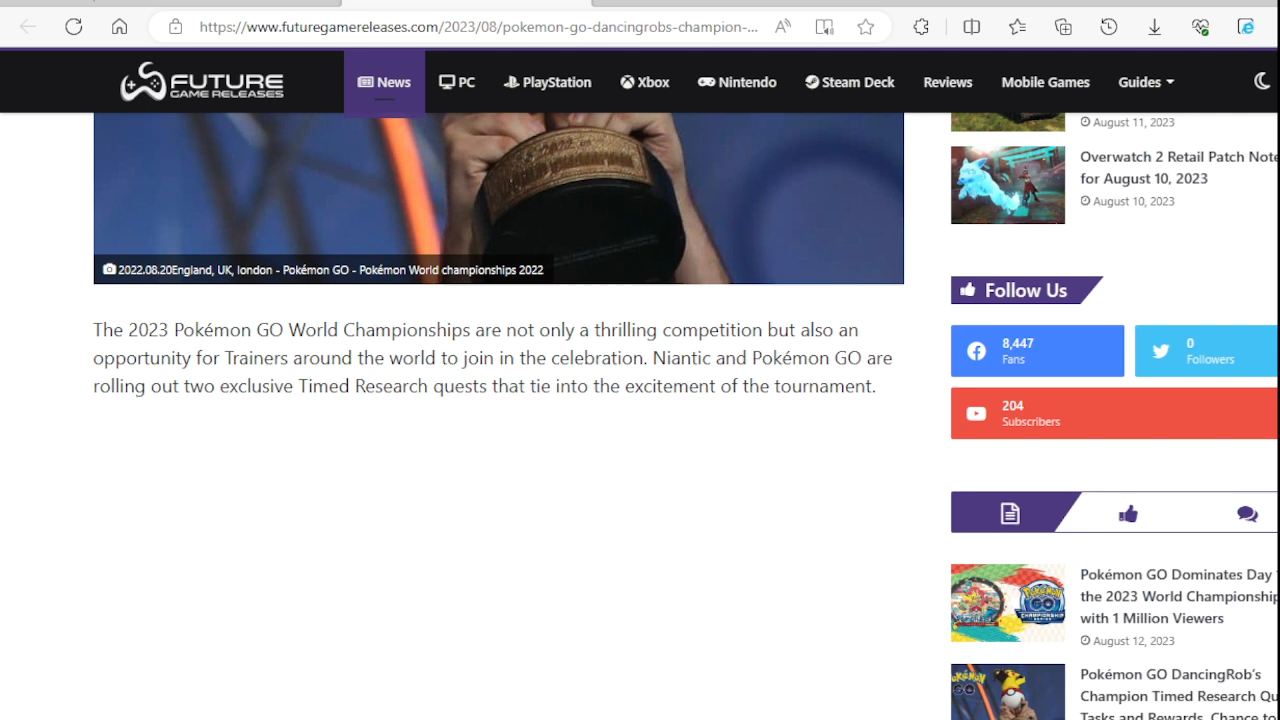 https://www.futuregamereleases.com/2023/08/pokemon-go-dancingrobs-champion-...
FUTURE
GAME RELEASES
News
PC
PlayStation
Xbox
Nintendo
Steam Deck
Reviews
Mobile Games
Guides
2022.08.20England, UK, london - Pokémon GO - Pokémon World championships 2022
The 2023 Pokémon GO World Championships are not only a thrilling competition but also an
opportunity for Trainers around the world to join in the celebration. Niantic and Pokémon GO are
rolling out two exclusive Timed Research quests that tie into the excitement of the tournament.
August 11, 2023
Overwatch 2 Retail Patch Note
for August 10, 2023
August 10, 2023
Follow Us
8,447
Fans
0
Followers
204
Subscribers
Pokémon GO Dominates Day
the 2023 World Championship
with 1 Million Viewers
August 12, 2023
Pokémon GO DancingRob's
Champion Timed Research Qu
Tasks and Rewards, Chance to